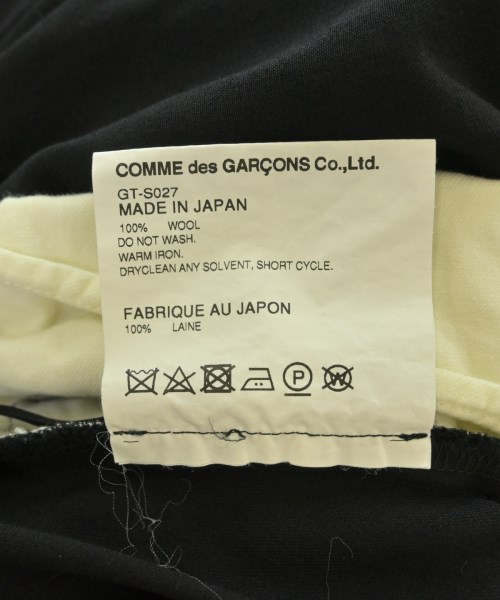 COMME des GARÇONS Co.,Ltd.
GT-S027
MADE IN JAPAN
100% WOOL
DO NOT WASH.
WARM IRON.
DRYCLEAN ANY SOLVENT, SHORT CYCLE.
FABRIQUE AU JAPON
100% LAINE
P W